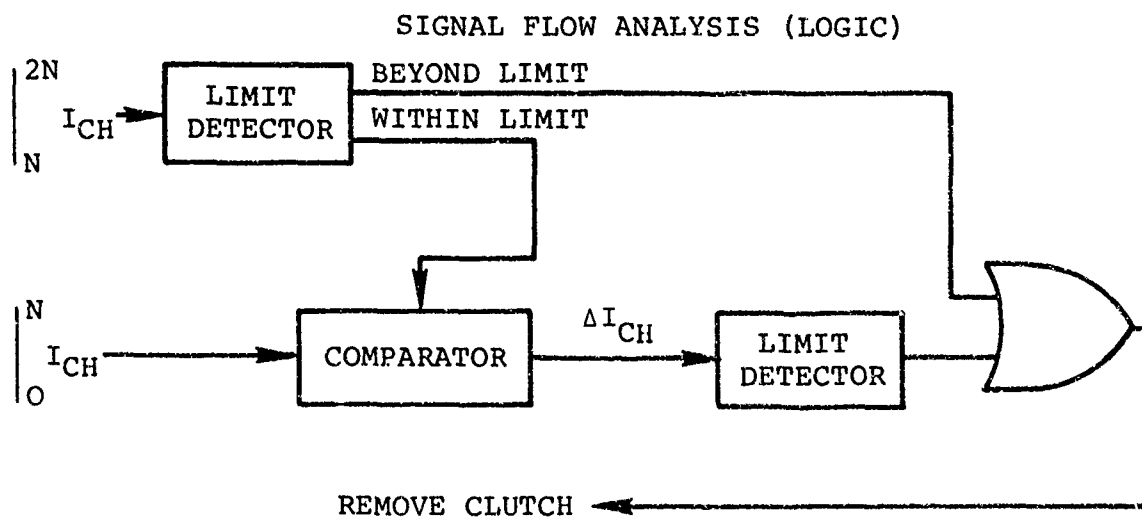 SIGNAL FLOW ANALYSIS (LOGIC)
2N
BEYOND LIMIT
I_CH
LIMIT
DETECTOR
WITHIN LIMIT
N
N
I_CH
O
COMPARATOR
ΔI_CH
LIMIT
DETECTOR
REMOVE CLUTCH